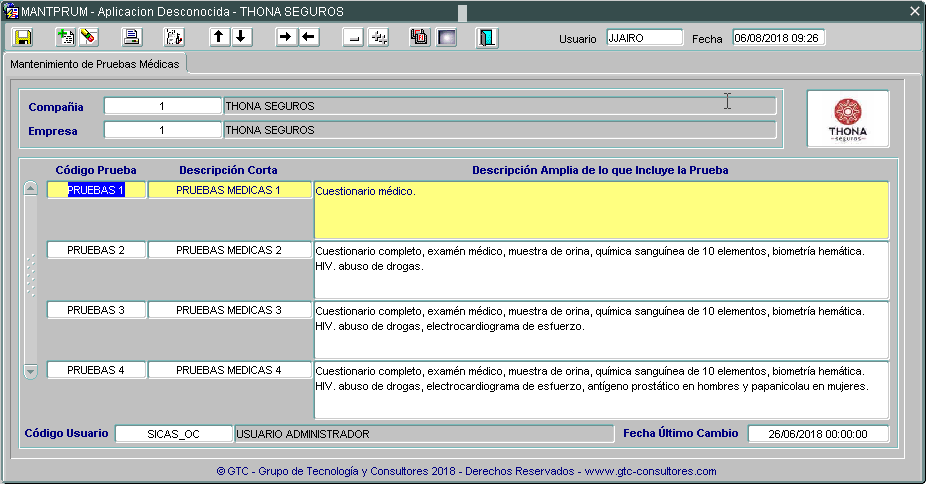 MANTPRUM - Aplicacion Desconocida - THONA SEGUROS
Usuario JJAIRO Fecha 06/08/2018 09:26
Mantenimiento de Pruebas Médicas
Compañia 1 THONA SEGUROS
Empresa 1 THONA SEGUROS
THONA
seguros
Código Prueba Descripción Corta Descripción Amplia de lo que Incluye la Prueba
PRUEBAS 1 PRUEBAS MEDICAS 1 Cuestionario médico.
PRUEBAS 2 PRUEBAS MEDICAS 2 Cuestionario completo, examén médico, muestra de orina, química sanguínea de 10 elementos, biometría hemática.
HIV. abuso de drogas.
PRUEBAS 3 PRUEBAS MEDICAS 3 Cuestionario completo, examén médico, muestra de orina, química sanguínea de 10 elementos, biometría hemática.
HIV. abuso de drogas, electrocardiograma de esfuerzo.
PRUEBAS 4 PRUEBAS MEDICAS 4 Cuestionario completo, examén médico, muestra de orina, química sanguínea de 10 elementos, biometría hemática.
HIV. abuso de drogas, electrocardiograma de esfuerzo, antígeno prostático en hombres y papanicolau en mujeres.
Código Usuario SICAS_OC USUARIO ADMINISTRADOR Fecha Último Cambio 26/06/2018 00:00:00
© GTC - Grupo de Tecnología y Consultores 2018 - Derechos Reservados - www.gtc-consultores.com